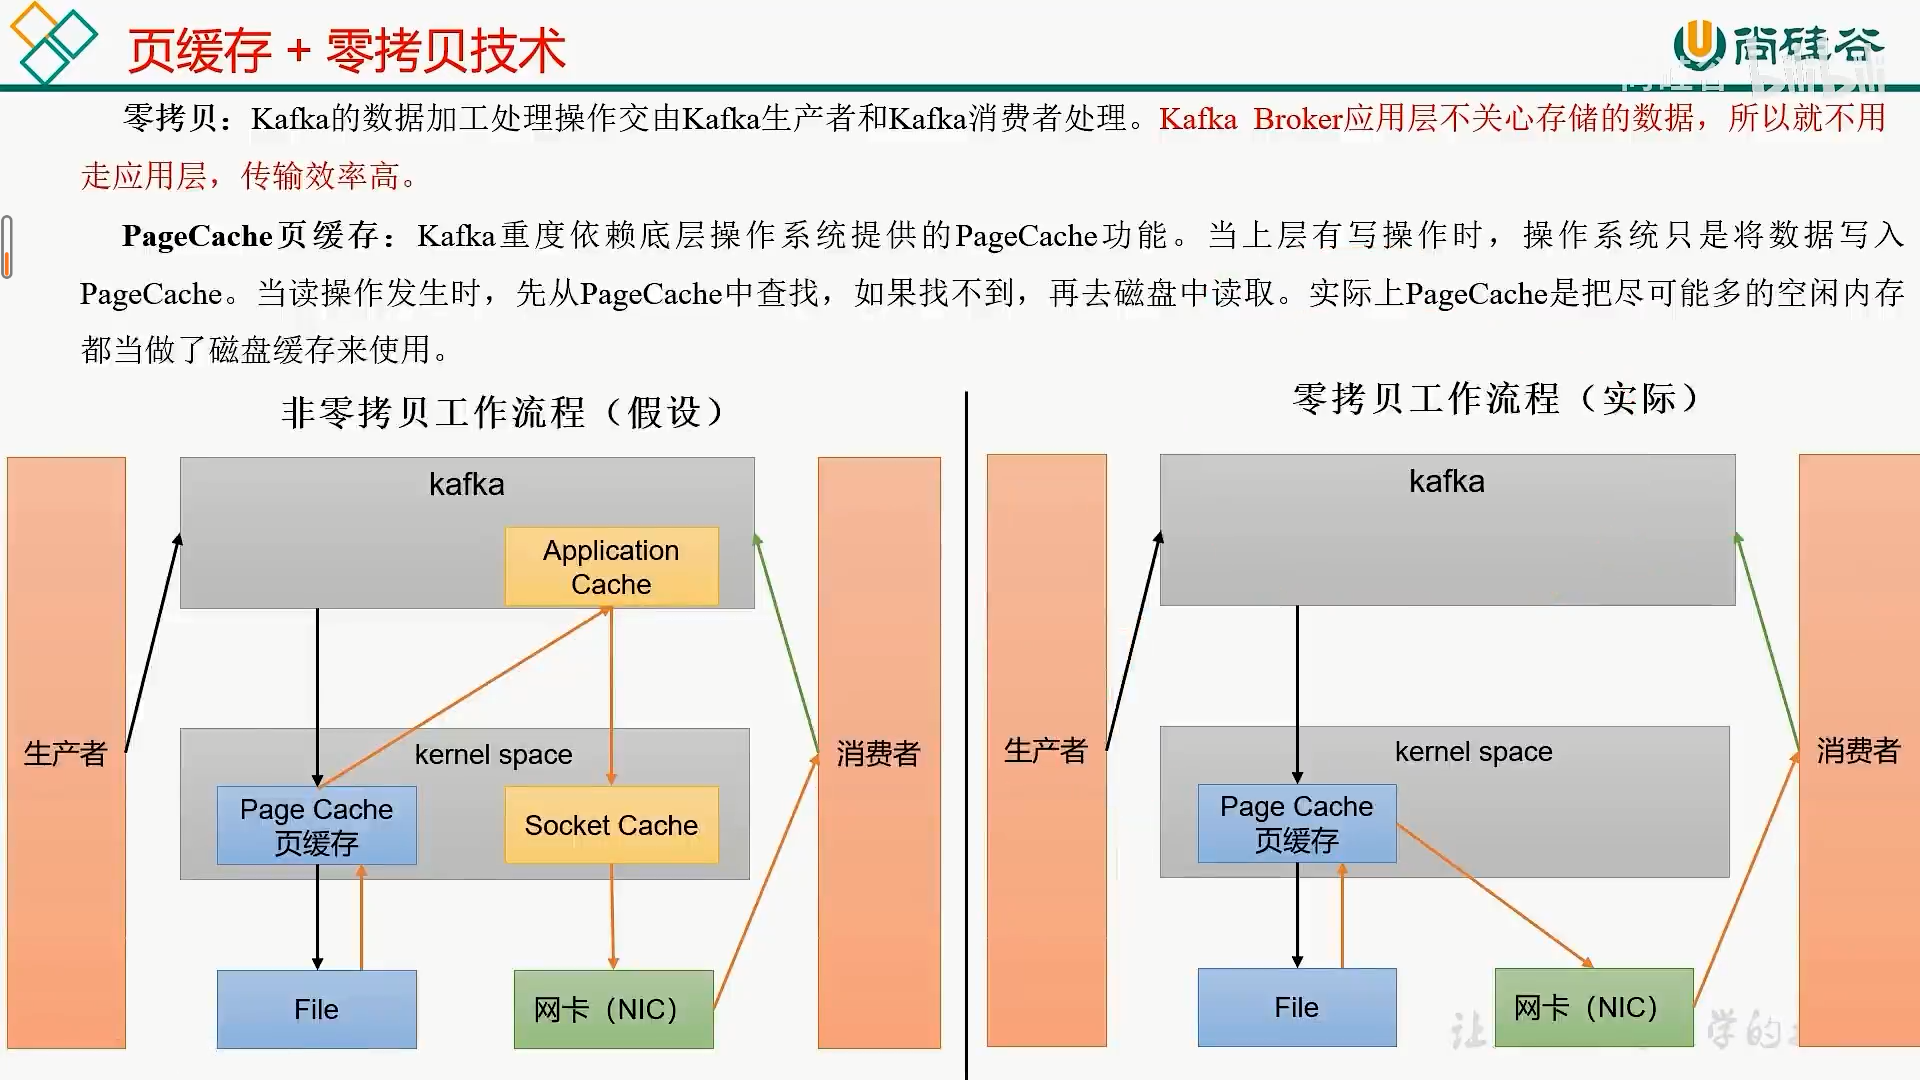 页缓存 + 零拷贝技术
尚硅谷
bilibili
零拷贝：Kafka的数据加工处理操作交由Kafka生产者和Kafka消费者处理。Kafka Broker应用层不关心存储的数据，所以就不用
走应用层，传输效率高。
PageCache页缓存：Kafka重度依赖底层操作系统提供的PageCache功能。当上层有写操作时，操作系统只是将数据写入
PageCache。当读操作发生时，先从PageCache中查找，如果找不到，再去磁盘中读取。实际上PageCache是把尽可能多的空闲内存
都当做了磁盘缓存来使用。
非零拷贝工作流程（假设）
kafka
Application
Cache
生产者
kernel space
消费者
Page Cache
页缓存
Socket Cache
File
网卡（NIC）
零拷贝工作流程（实际）
kafka
生产者
kernel space
消费者
Page Cache
页缓存
File
网卡（NIC）
让
学的